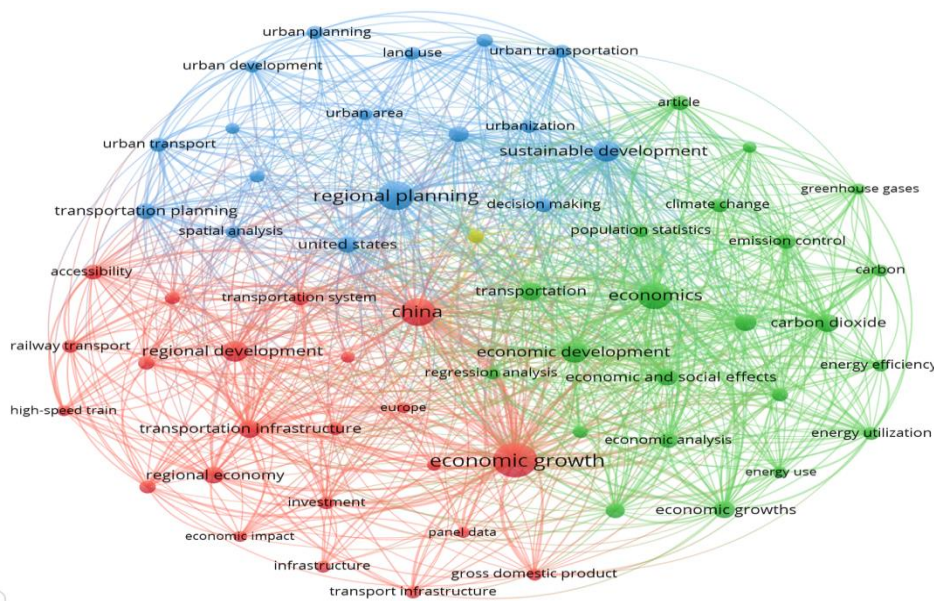 urban planning
land use
urban transportation
urban development
article
urban area
urbanization
urban transport
sustainable development
greenhouse gases
regional planning
decision making
climate change
transportation planning
spatial analysis
population statistics
united states
emission control
accessibility
carbon
transportation system
transportation
economics
china
carbon dioxide
railway transport
regional development
economic development
energy efficiency
regression analysis
economic and social effects
high-speed train
europe
transportation infrastructure
energy utilization
economic analysis
economic growth
energy use
regional economy
investment
economic growths
economic impact
panel data
infrastructure
gross domestic product
transport infrastructure